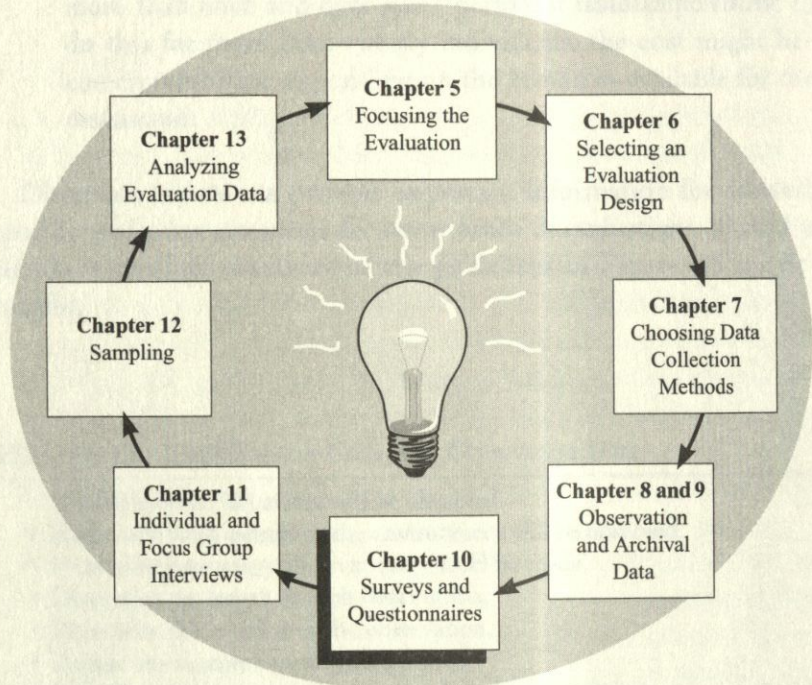 Chapter 5
Focusing the
Evaluation
Chapter 6
Selecting an
Evaluation
Design
Chapter 7
Choosing Data
Collection
Methods
Chapter 8 and 9
Observation
and Archival
Data
Chapter 10
Surveys and
Questionnaires
Chapter 11
Individual and
Focus Group
Interviews
Chapter 12
Sampling
Chapter 13
Analyzing
Evaluation Data